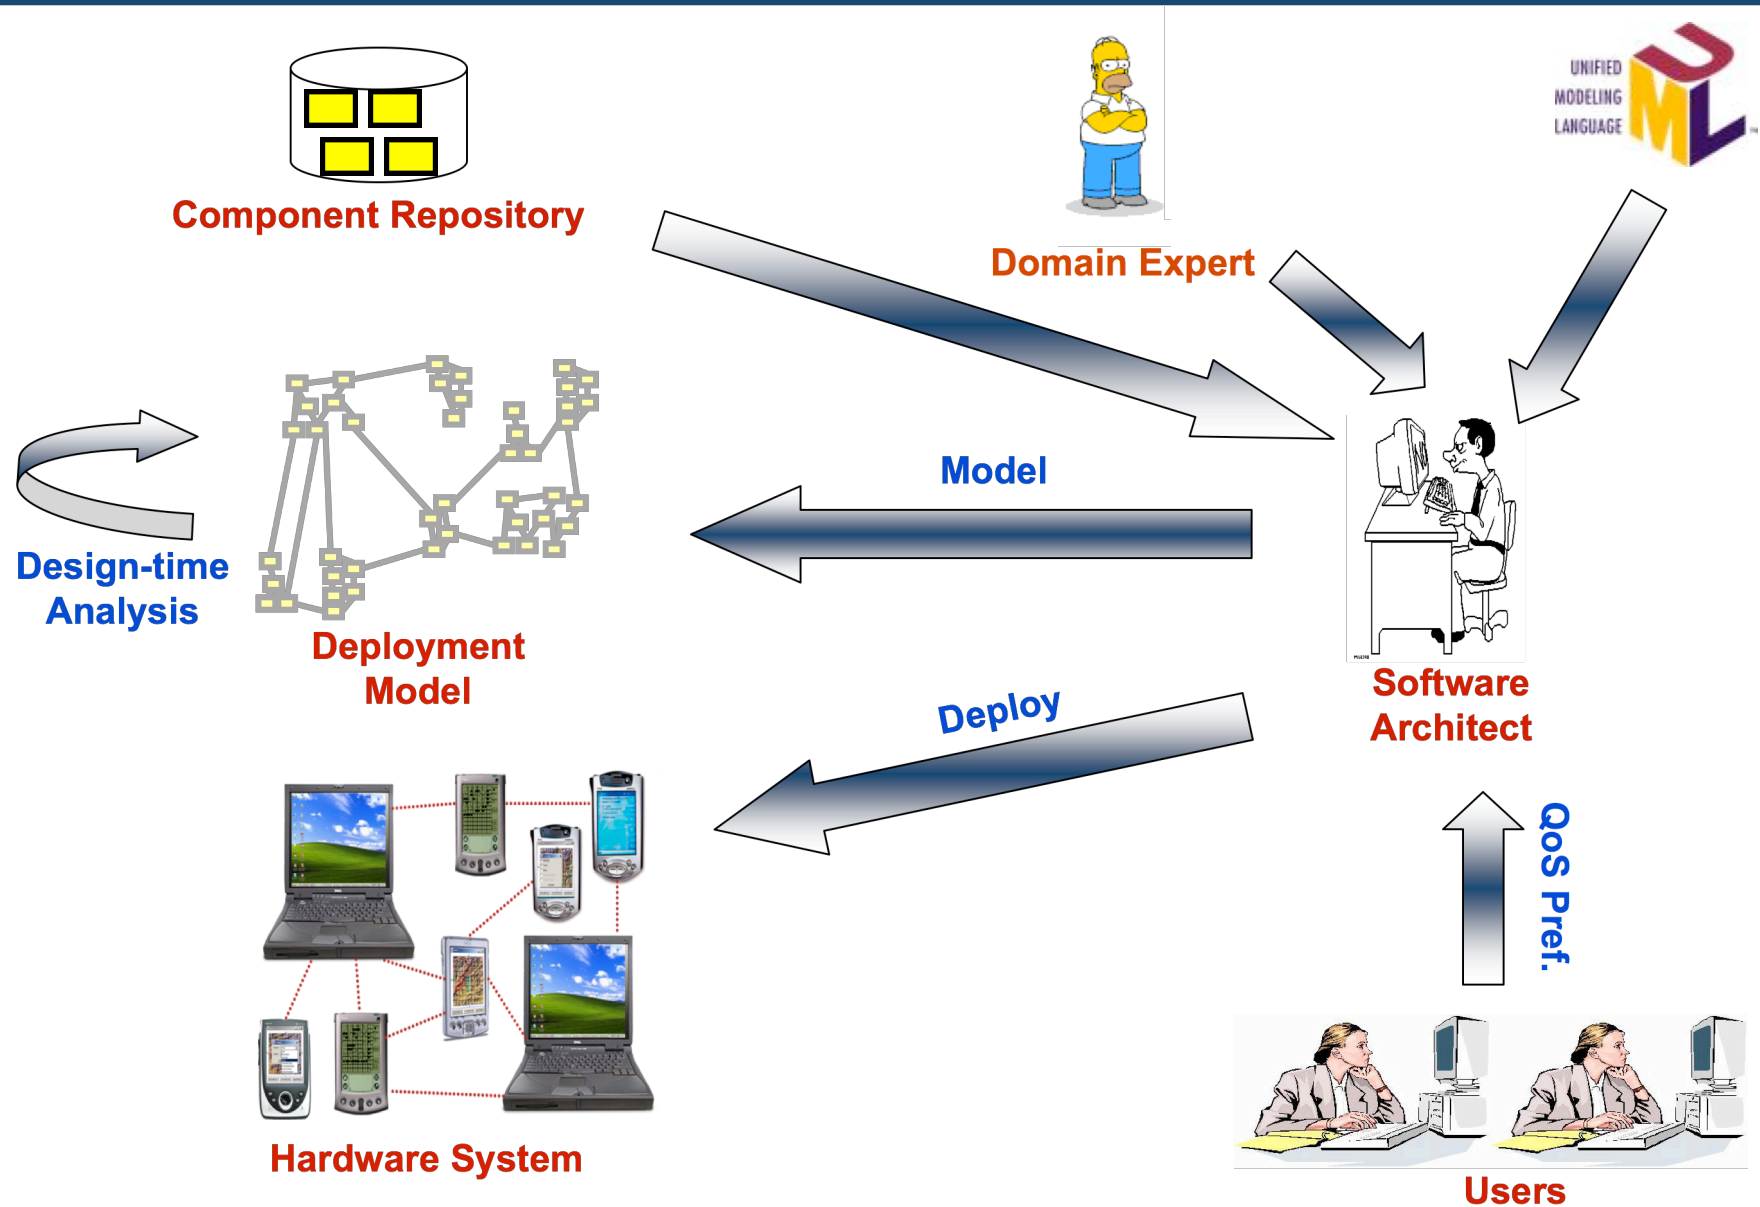 UNIFIED
MODELING
LANGUAGE
UML
Component Repository
Domain Expert
Model
Design-time
Analysis
Deployment
Model
Software
Architect
Deploy
QoS Pref.
Hardware System
Users